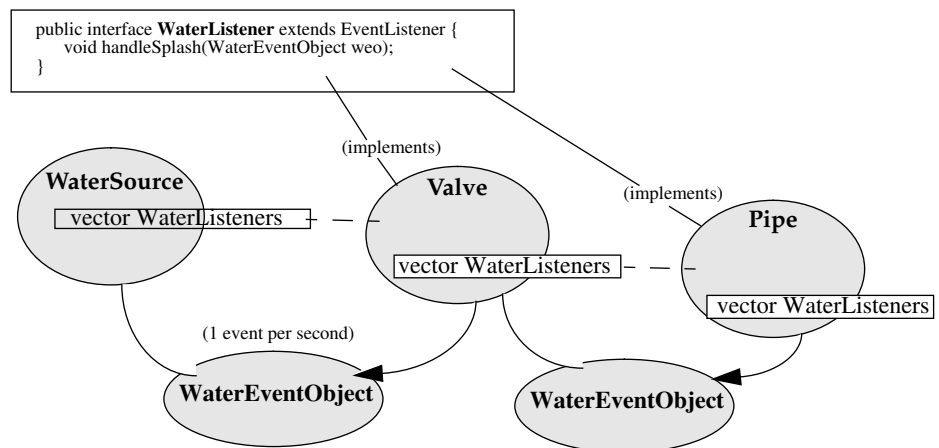 public interface WaterListener extends EventListener {
void handleSplash(WaterEventObject weo);
}
(implements)
WaterSource
Valve
(implements)
vector WaterListeners
Pipe
vector WaterListeners
vector WaterListeners
(1 event per second)
WaterEventObject
WaterEventObject